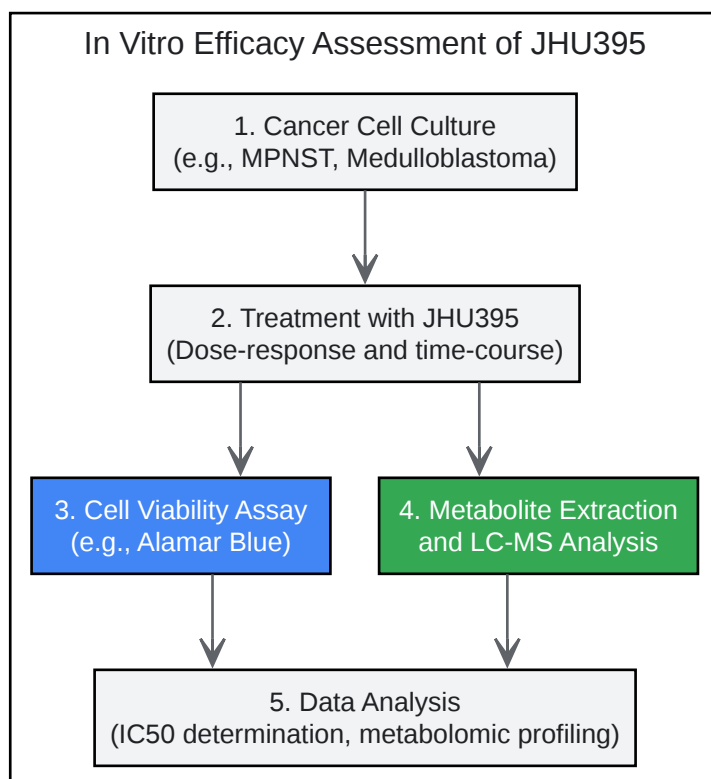 In Vitro Efficacy Assessment of JHU395
1. Cancer Cell Culture
(e.g., MPNST, Medulloblastoma)
2. Treatment with JHU395
(Dose-response and time-course)
3. Cell Viability Assay
(e.g., Alamar Blue)
4. Metabolite Extraction
and LC-MS Analysis
5. Data Analysis
(IC50 determination, metabolomic profiling)